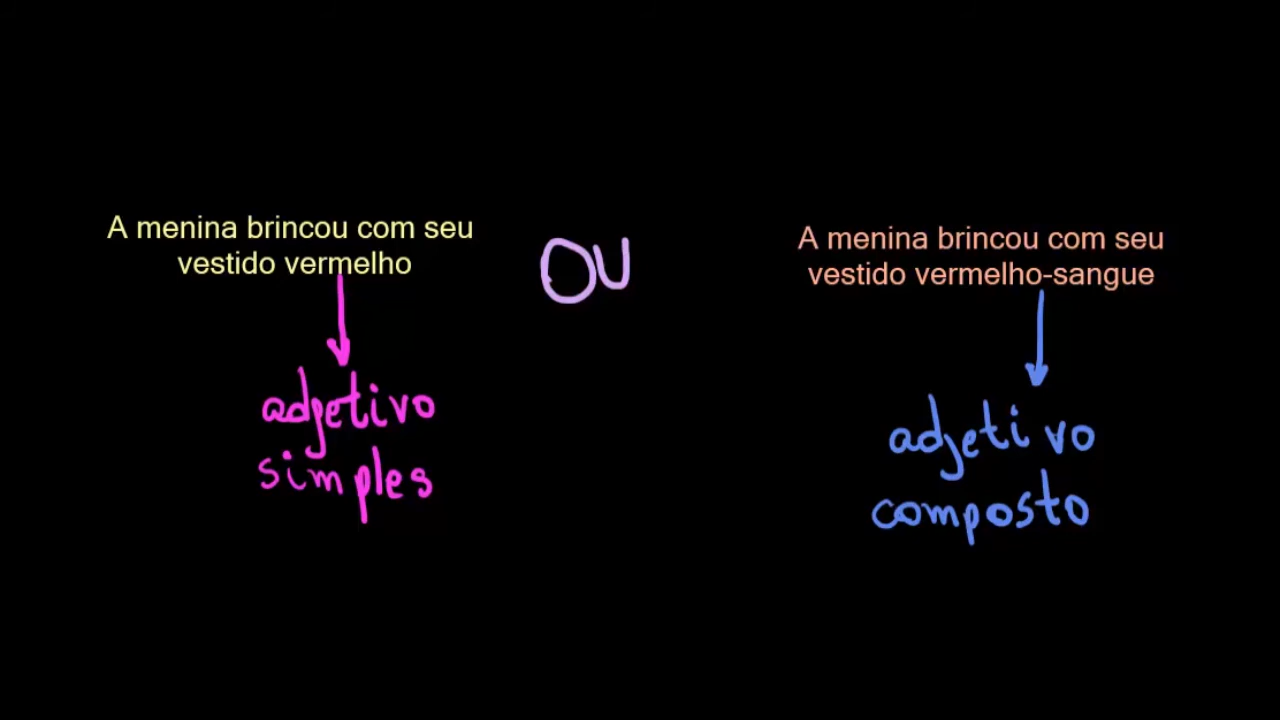 A menina brincou com seu
vestido vermelho
adjetivo
simples
OU
A menina brincou com seu
vestido vermelho-sangue
adjetivo
composto